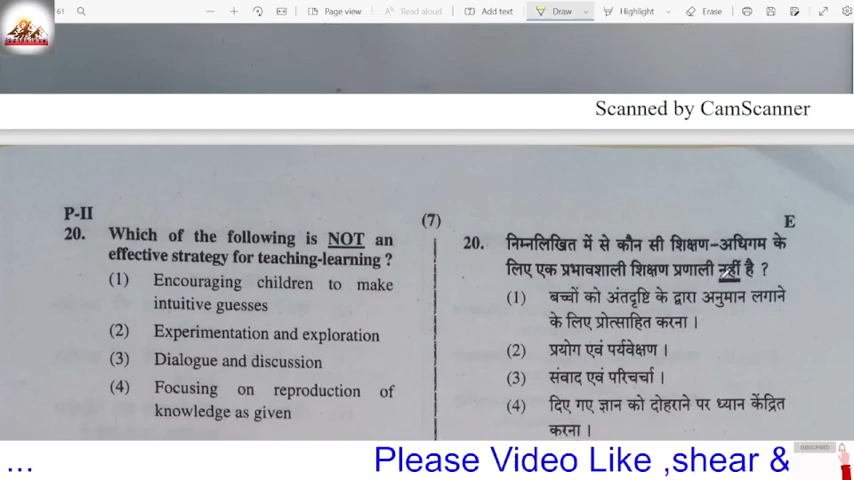 61
Page view
Read aloud
Add text
Draw
Highlight
Erase
Scanned by CamScanner
P-II
(7)
E
20. Which of the following is NOT an
effective strategy for teaching-learning ?
(1) Encouraging children to make
intuitive guesses
(2) Experimentation and exploration
(3) Dialogue and discussion
(4) Focusing on reproduction of
knowledge as given
20. निम्नलिखित में से कौन सी शिक्षण-अधिगम के
लिए एक प्रभावशाली शिक्षण प्रणाली नहीं है ?
(1) बच्चों को अंतदृष्टि के द्वारा अनुमान लगाने
के लिए प्रोत्साहित करना ।
(2) प्रयोग एवं पर्यवेक्षण ।
(3) संवाद एवं परिचर्चा ।
(4) दिए गए ज्ञान को दोहराने पर ध्यान केंद्रित
करना ।
... Please Video Like ,shear &